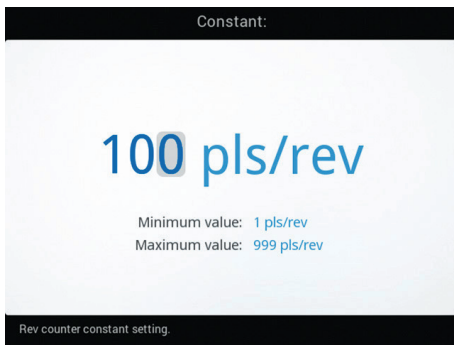 Constant:
100 pls/rev
Minimum value: 1 pls/rev
Maximum value: 999 pls/rev
Rev counter constant setting.